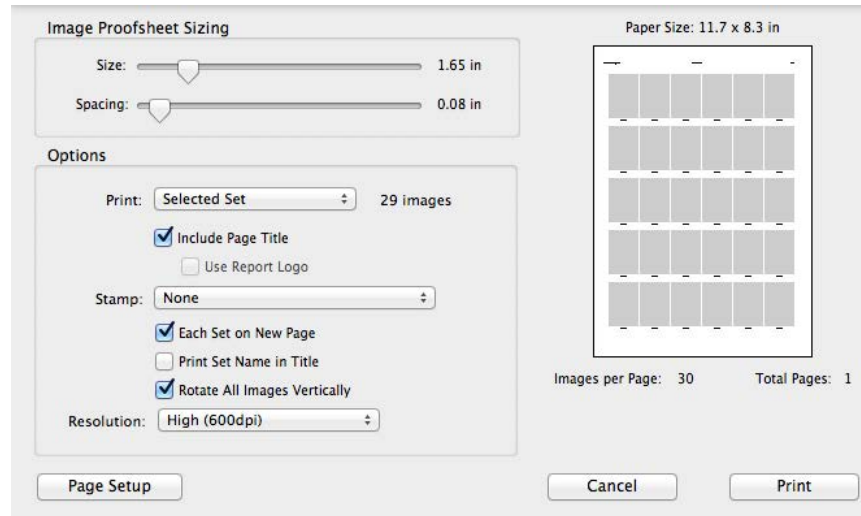 Image Proofsheet Sizing
Size: 1.65 in
Spacing: 0.08 in
Options
Print: Selected Set 29 images
Include Page Title
Use Report Logo
Stamp: None
Each Set on New Page
Print Set Name in Title
Rotate All Images Vertically
Resolution: High (600dpi)
Page Setup
Paper Size: 11.7 x 8.3 in
Images per Page: 30 Total Pages: 1
Cancel Print